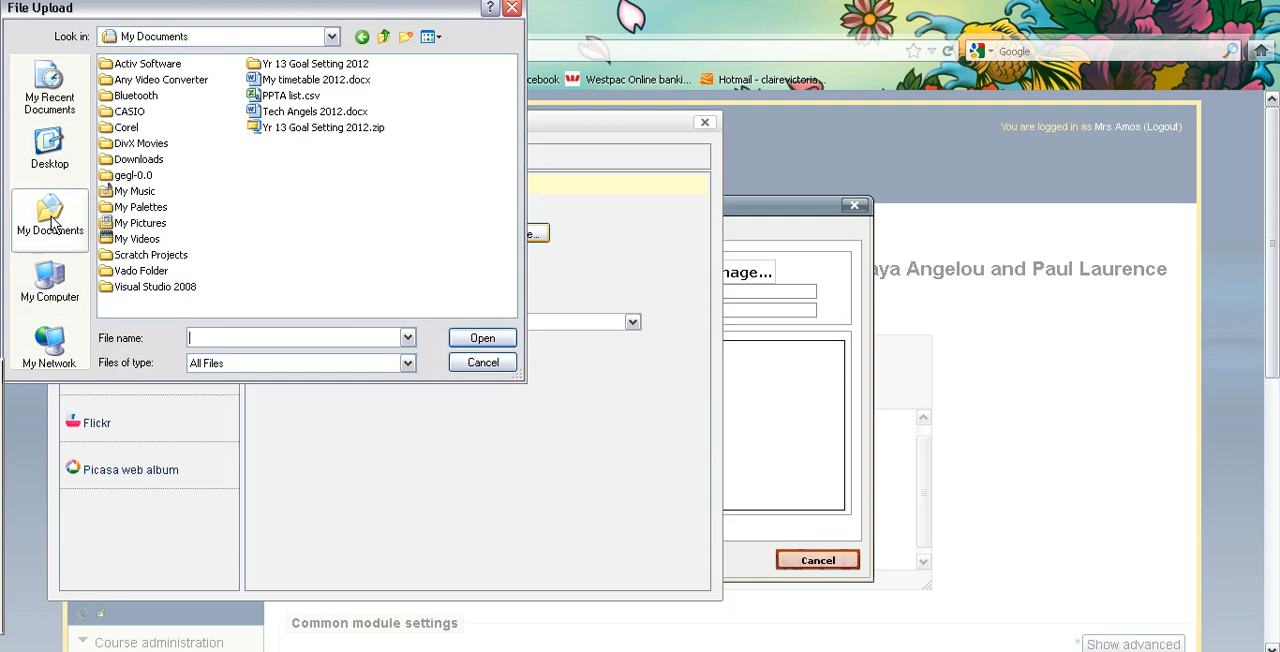 File Upload
Look in: My Documents
My Recent Documents
Desktop
My Documents
My Computer
My Network
Activ Software
Any Video Converter
Bluetooth
CASIO
Corel
DivX Movies
Downloads
gegl-0.0
My Music
My Palettes
My Pictures
My Videos
Scratch Projects
Vado Folder
Visual Studio 2008
Yr 13 Goal Setting 2012
My timetable 2012.docx
PPTA list.csv
Tech Angels 2012.docx
Yr 13 Goal Setting 2012.zip
File name:
Open
Files of type: All Files
Cancel
Google
cebook Westpac Online banki... Hotmail - clairevictoria...
You are logged in as Mrs Amos (Logout)
e...
nage...
aya Angelou and Paul Laurence
Flickr
Picasa web album
Cancel
Common module settings
Course administration
* Show advanced